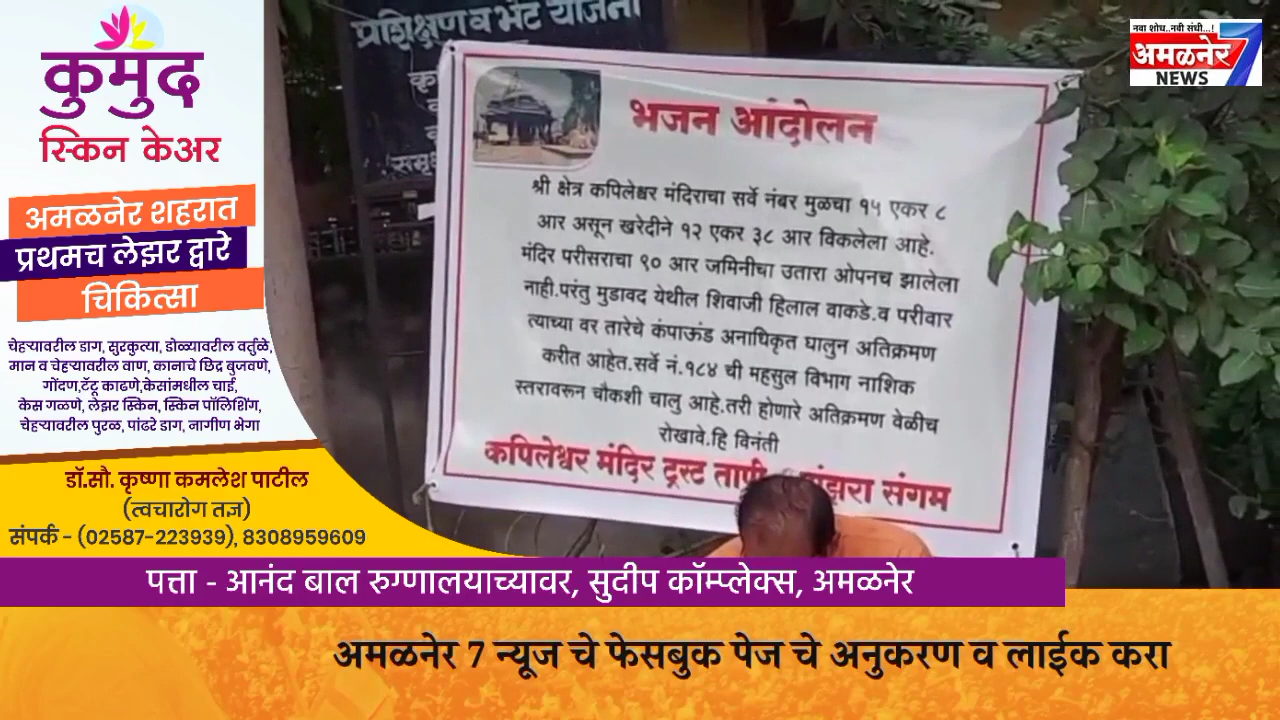 कुमुद
स्किन केअर
अमळनेर शहरात
प्रथमच लेझर द्वारे
चिकित्सा
चेहऱ्यावरील डाग, सुरकुत्या, डोळ्यावरील वर्तुळे,
मान व चेहऱ्यावरील वाण, कानाचे छिद्र बुजवणे,
गोंदण,टॅटू काढणे,केसांमधील चाई,
केस गळणे, लेझर स्किन, स्किन पॉलिशिंग,
चेहऱ्यावरील पुरळ, पांढरे डाग, नागीण भेगा
डॉ.सौ. कृष्णा कमलेश पाटील
(त्वचारोग तज्ञ)
संपर्क - (02587-223939), 8308959609
प्रशिक्षण व भेट योजना
भजन आंदोलन
श्री क्षेत्र कपिलेश्वर मंदिराचा सर्वे नंबर मुळचा १५ एकर ८
आर असून खरेदीने १२ एकर ३८ आर विकलेला आहे.
मंदिर परीसराचा ९० आर जमिनीचा उतारा ओपनच झालेला
नाही.परंतु मुडावद येथील शिवाजी हिलाल वाकडे.व परीवार
त्याच्या वर तारेचे कंपाऊंड अनाधिकृत घालुन अतिक्रमण
करीत आहेत.सर्वे नं.१८४ ची महसुल विभाग नाशिक
स्तरावरून चौकशी चालु आहे.तरी होणारे अतिक्रमण वेळीच
रोखावे.हि विनंती
कपिलेश्वर मंदिर ट्रस्ट तापी संगम
नवा शोध..नवी संधी...!
अमळनेर 7
NEWS
पत्ता - आनंद बाल रुग्णालयाच्यावर, सुदीप कॉम्प्लेक्स, अमळनेर
अमळनेर 7 न्यूज चे फेसबुक पेज चे अनुकरण व लाईक करा